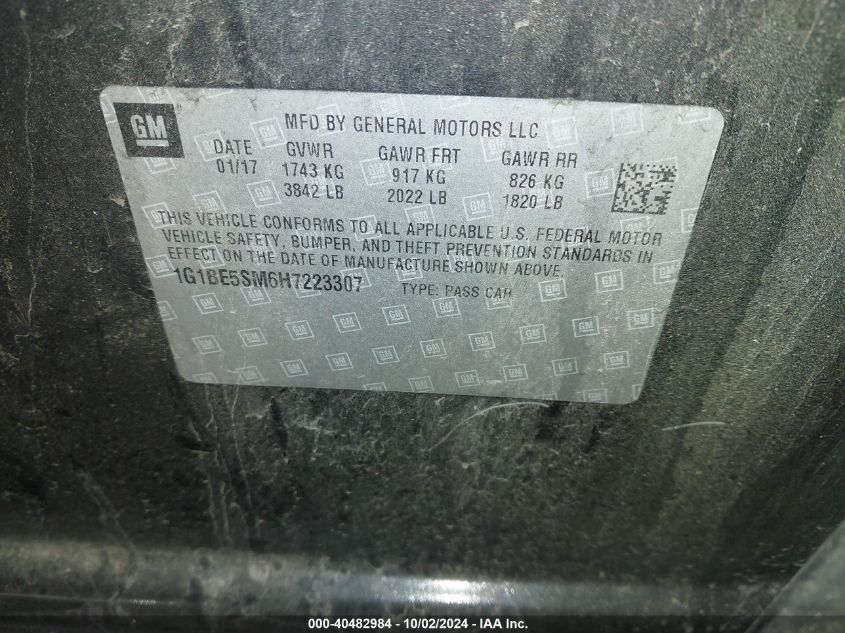 GM
MFD BY GENERAL MOTORS LLC
DATE GVWR GAWR FRT GAWR RR
01/17 1743 KG 917 KG 826 KG
3842 LB 2022 LB 1820 LB
THIS VEHICLE CONFORMS TO ALL APPLICABLE U.S. FEDERAL MOTOR
VEHICLE SAFETY, BUMPER, AND THEFT PREVENTION STANDARDS IN
EFFECT ON THE DATE OF MANUFACTURE SHOWN ABOVE.
1G1BE5SM6H7223307 TYPE: PASS CAR
000-40482984 - 10/02/2024 - IAA Inc.